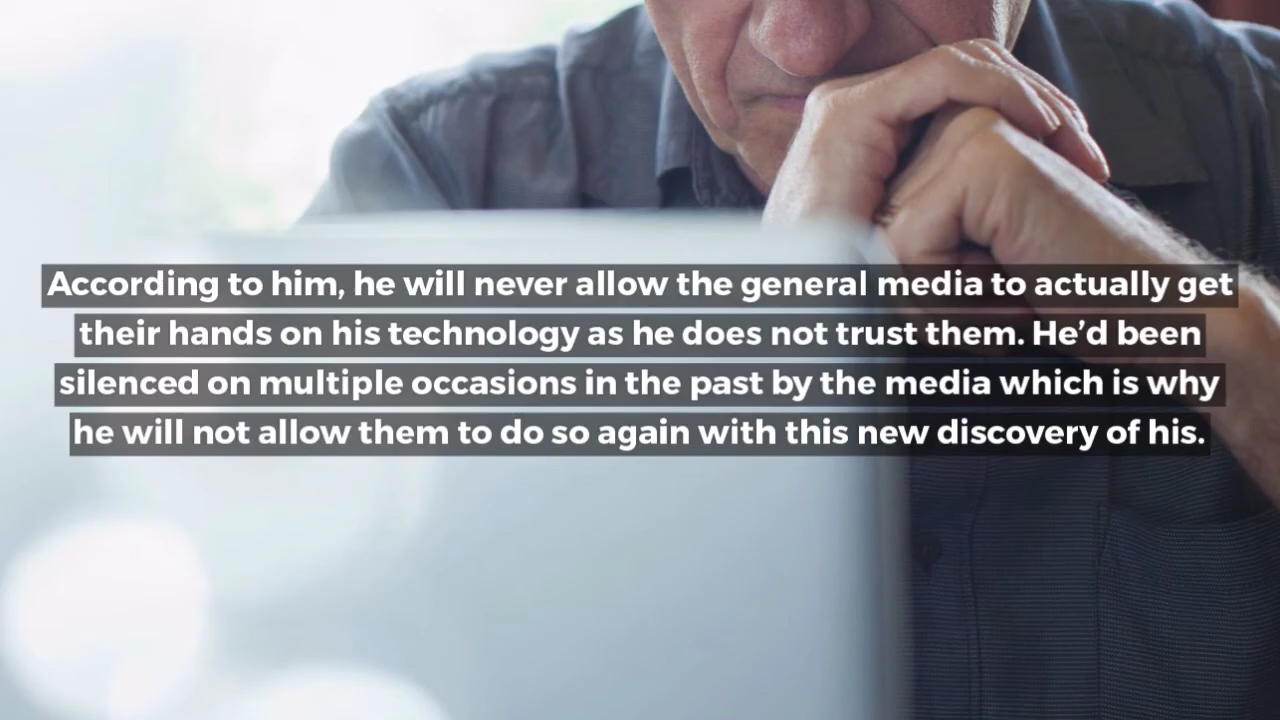 According to him, he will never allow the general media to actually get
their hands on his technology as he does not trust them. He’d been
silenced on multiple occasions in the past by the media which is why
he will not allow them to do so again with this new discovery of his.